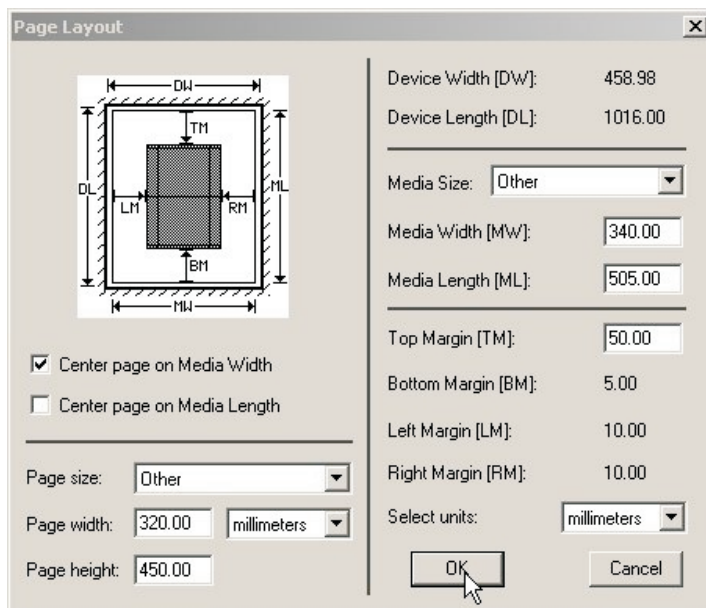 Page Layout
DW
TM
DL
ML
LM
RM
BM
MW
Center page on Media Width
Center page on Media Length
Page size: Other
Page width: 320.00 millimeters
Page height: 450.00
Device Width [DW]: 458.98
Device Length [DL]: 1016.00
Media Size: Other
Media Width [MW]: 340.00
Media Length [ML]: 505.00
Top Margin [TM]: 50.00
Bottom Margin [BM]: 5.00
Left Margin [LM]: 10.00
Right Margin [RM]: 10.00
Select units: millimeters
OK Cancel